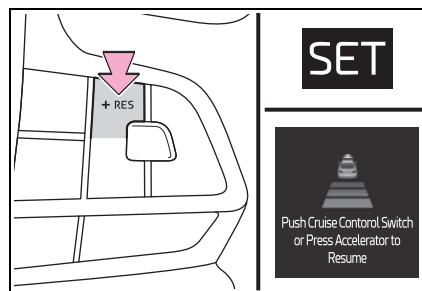 + RES
SET
Push Cruise Contorol Switch
or Press Accelerator to
Resume